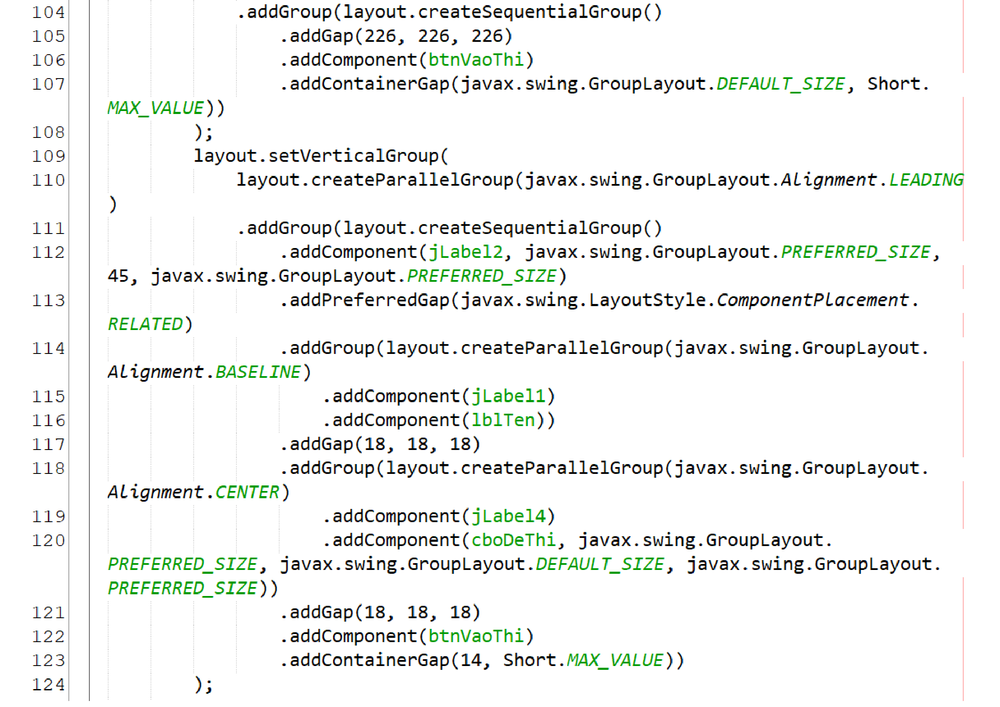 104 .addGroup(layout.createSequentialGroup()
105 .addGap(226, 226, 226)
106 .addComponent(btnVaoThi)
107 .addContainerGap(javax.swing.GroupLayout.DEFAULT_SIZE, Short.
MAX_VALUE))
108 );
109 layout.setVerticalGroup(
110 layout.createParallelGroup(javax.swing.GroupLayout.Alignment.LEADING
)
111 .addGroup(layout.createSequentialGroup()
112 .addComponent(jLabel2, javax.swing.GroupLayout.PREFERRED_SIZE,
45, javax.swing.GroupLayout.PREFERRED_SIZE)
113 .addPreferredGap(javax.swing.LayoutStyle.ComponentPlacement.
RELATED)
114 .addGroup(layout.createParallelGroup(javax.swing.GroupLayout.
Alignment.BASELINE)
115 .addComponent(jLabel1)
116 .addComponent(lblTen))
117 .addGap(18, 18, 18)
118 .addGroup(layout.createParallelGroup(javax.swing.GroupLayout.
Alignment.CENTER)
119 .addComponent(jLabel4)
120 .addComponent(cboDeThi, javax.swing.GroupLayout.
PREFERRED_SIZE, javax.swing.GroupLayout.DEFAULT_SIZE, javax.swing.GroupLayout.
PREFERRED_SIZE))
121 .addGap(18, 18, 18)
122 .addComponent(btnVaoThi)
123 .addContainerGap(14, Short.MAX_VALUE))
124 );